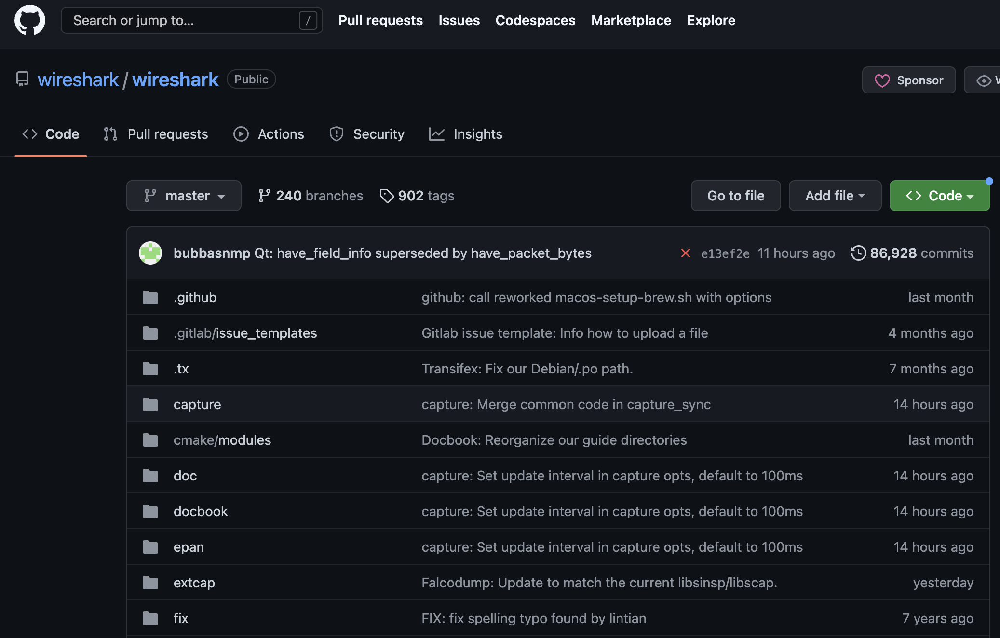 Search or jump to... / Pull requests Issues Codespaces Marketplace Explore
wireshark / wireshark Public Sponsor
Code Pull requests Actions Security Insights
master 240 branches 902 tags Go to file Add file Code
bubbasnmp Qt: have_field_info superseded by have_packet_bytes e13ef2e 11 hours ago 86,928 commits
.github github: call reworked macos-setup-brew.sh with options last month
.gitlab/issue_templates Gitlab issue template: Info how to upload a file 4 months ago
.tx Transifex: Fix our Debian/.po path. 7 months ago
capture capture: Merge common code in capture_sync 14 hours ago
cmake/modules Docbook: Reorganize our guide directories last month
doc capture: Set update interval in capture opts, default to 100ms 14 hours ago
docbook capture: Set update interval in capture opts, default to 100ms 14 hours ago
epan capture: Set update interval in capture opts, default to 100ms 14 hours ago
extcap Falcodump: Update to match the current libsinsp/libscap. yesterday
fix FIX: fix spelling typo found by lintian 7 years ago